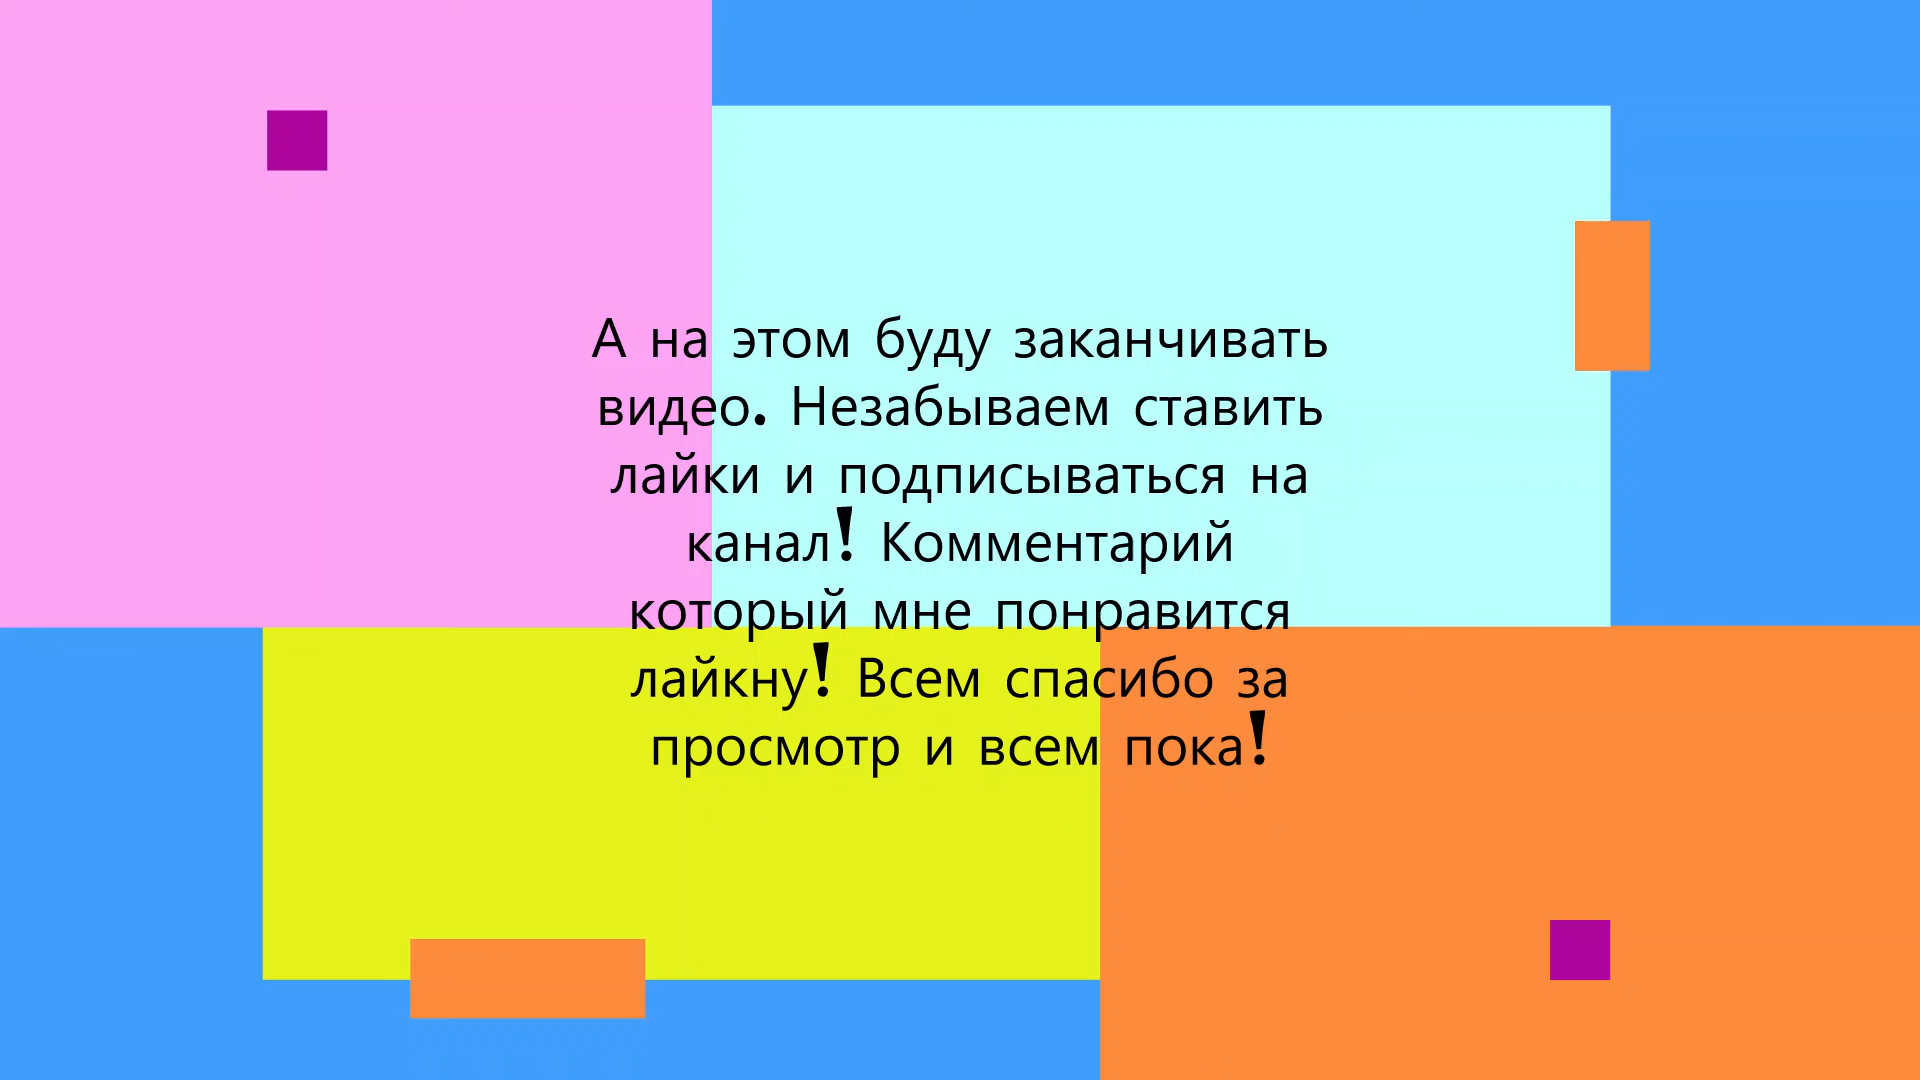 А на этом буду заканчивать
видео. Незабываем ставить
лайки и подписываться на
канал! Комментарий
который мне понравится
лайкну! Всем спасибо за
просмотр и всем пока!